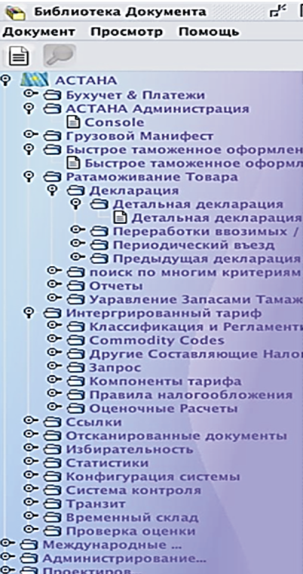 Библиотека Документа
Документ Просмотр Помощь
АСТАНА
Бухучет & Платежи
АСТАНА Администрация
Console
Грузовой Манифест
Быстрое таможенное оформлен
Быстрое таможенное оформл
Ратаможивание Товара
Декларация
Детальная декларация
Детальная декларация
Переработки ввозимых /
Периодический въезд
Предыдущая декларация
поиск по многим критериям
Отчеты
Уаравление Запасами Тамаж
Интергрированный тариф
Классификация и Регламенти
Commodity Codes
Другие Составляющие Нало
Запрос
Компоненты тарифа
Правила налогообложения
Оценочные Расчеты
Ссылки
Отсканированные документы
Избирательность
Статистики
Конфигурация системы
Система контроля
Транзит
Временный склад
Проверка оценки
Международные ...
Администрирование...
Проектиров